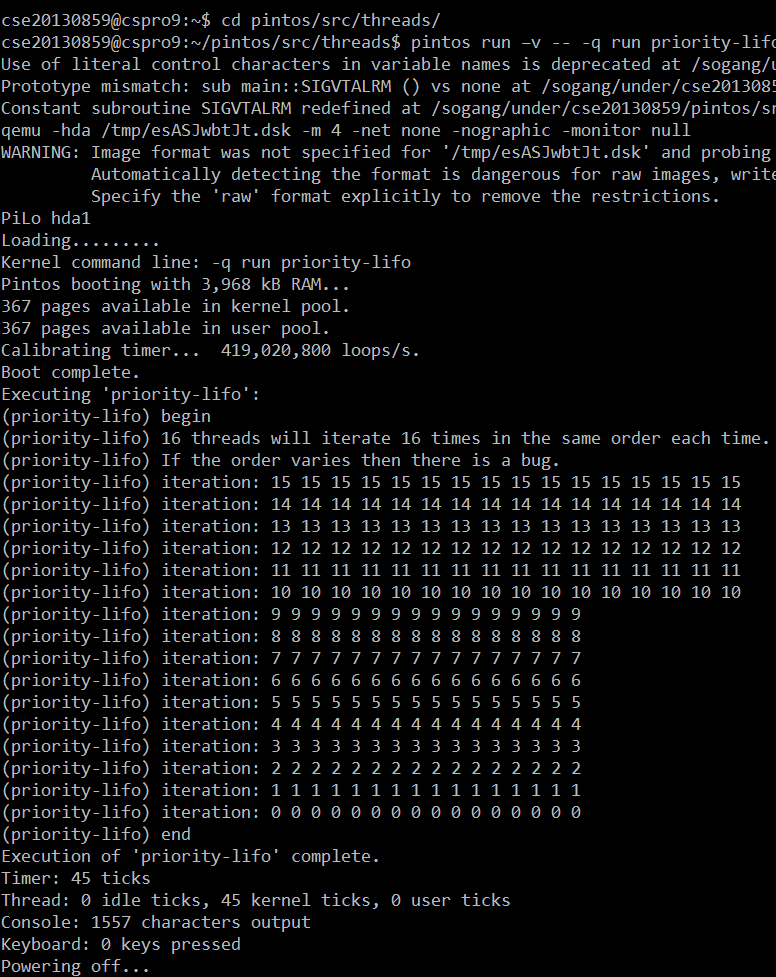 cse20130859@cspro9:~$ cd pintos/src/threads/
cse20130859@cspro9:~/pintos/src/threads$ pintos run –v -- -q run priority-lifo
Use of literal control characters in variable names is deprecated at /sogang/u
Prototype mismatch: sub main::SIGVTALRM () vs none at /sogang/under/cse2013085
Constant subroutine SIGVTALRM redefined at /sogang/under/cse20130859/pintos/sr
qemu -hda /tmp/esASJwbtJt.dsk -m 4 -net none -nographic -monitor null
WARNING: Image format was not specified for '/tmp/esASJwbtJt.dsk' and probing
Automatically detecting the format is dangerous for raw images, write
Specify the 'raw' format explicitly to remove the restrictions.
PiLo hda1
Loading.........
Kernel command line: -q run priority-lifo
Pintos booting with 3,968 kB RAM...
367 pages available in kernel pool.
367 pages available in user pool.
Calibrating timer...  419,020,800 loops/s.
Boot complete.
Executing 'priority-lifo':
(priority-lifo) begin
(priority-lifo) 16 threads will iterate 16 times in the same order each time.
(priority-lifo) If the order varies then there is a bug.
(priority-lifo) iteration: 15 15 15 15 15 15 15 15 15 15 15 15 15 15 15 15
(priority-lifo) iteration: 14 14 14 14 14 14 14 14 14 14 14 14 14 14 14 14
(priority-lifo) iteration: 13 13 13 13 13 13 13 13 13 13 13 13 13 13 13 13
(priority-lifo) iteration: 12 12 12 12 12 12 12 12 12 12 12 12 12 12 12 12
(priority-lifo) iteration: 11 11 11 11 11 11 11 11 11 11 11 11 11 11 11 11
(priority-lifo) iteration: 10 10 10 10 10 10 10 10 10 10 10 10 10 10 10 10
(priority-lifo) iteration: 9 9 9 9 9 9 9 9 9 9 9 9 9 9 9 9
(priority-lifo) iteration: 8 8 8 8 8 8 8 8 8 8 8 8 8 8 8 8
(priority-lifo) iteration: 7 7 7 7 7 7 7 7 7 7 7 7 7 7 7 7
(priority-lifo) iteration: 6 6 6 6 6 6 6 6 6 6 6 6 6 6 6 6
(priority-lifo) iteration: 5 5 5 5 5 5 5 5 5 5 5 5 5 5 5 5
(priority-lifo) iteration: 4 4 4 4 4 4 4 4 4 4 4 4 4 4 4 4
(priority-lifo) iteration: 3 3 3 3 3 3 3 3 3 3 3 3 3 3 3 3
(priority-lifo) iteration: 2 2 2 2 2 2 2 2 2 2 2 2 2 2 2 2
(priority-lifo) iteration: 1 1 1 1 1 1 1 1 1 1 1 1 1 1 1 1
(priority-lifo) iteration: 0 0 0 0 0 0 0 0 0 0 0 0 0 0 0 0
(priority-lifo) end
Execution of 'priority-lifo' complete.
Timer: 45 ticks
Thread: 0 idle ticks, 45 kernel ticks, 0 user ticks
Console: 1557 characters output
Keyboard: 0 keys pressed
Powering off...